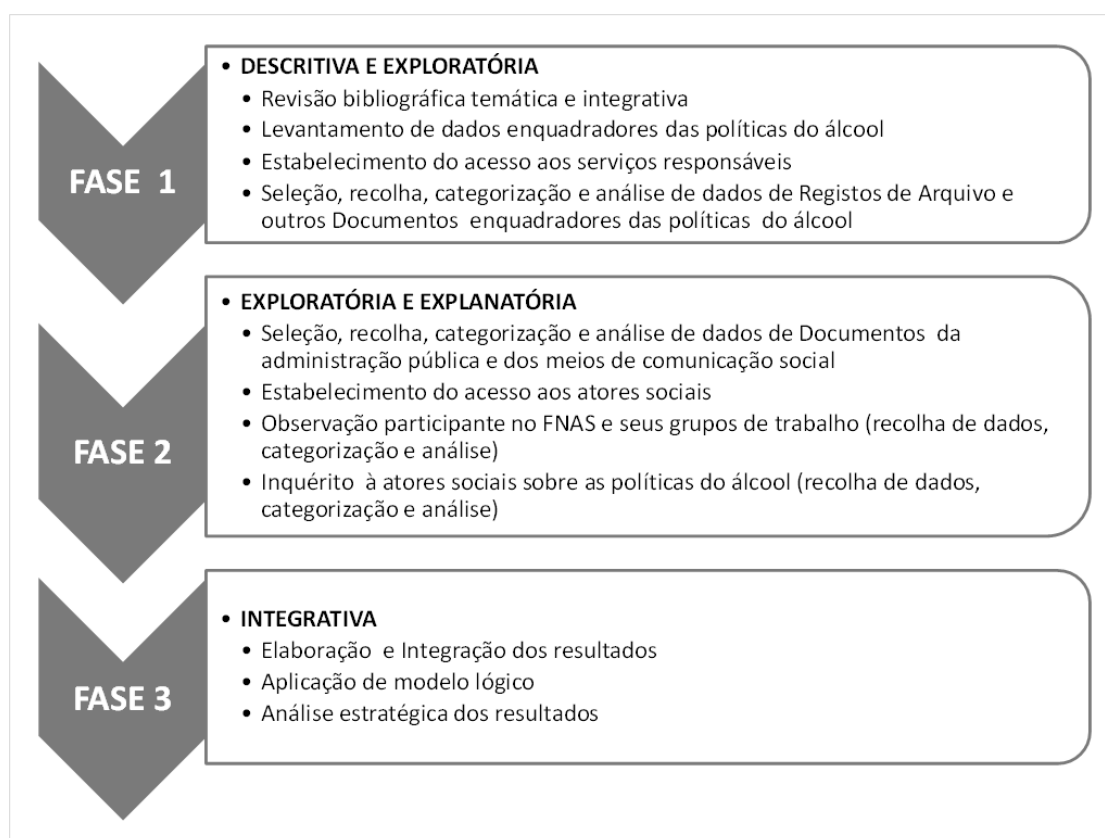 FASE 1
• DESCRITIVA E EXPLORATÓRIA
• Revisão bibliográfica temática e integrativa
• Levantamento de dados enquadradores das políticas do álcool
• Estabelecimento do acesso aos serviços responsáveis
• Seleção, recolha, categorização e análise de dados de Registos de Arquivo e
outros Documentos enquadradores das políticas do álcool
FASE 2
• EXPLORATÓRIA E EXPLANATÓRIA
• Seleção, recolha, categorização e análise de dados de Documentos da
administração pública e dos meios de comunicação social
• Estabelecimento do acesso aos atores sociais
• Observação participante no FNAS e seus grupos de trabalho (recolha de dados,
categorização e análise)
• Inquérito à atores sociais sobre as políticas do álcool (recolha de dados,
categorização e análise)
FASE 3
• INTEGRATIVA
• Elaboração e Integração dos resultados
• Aplicação de modelo lógico
• Análise estratégica dos resultados